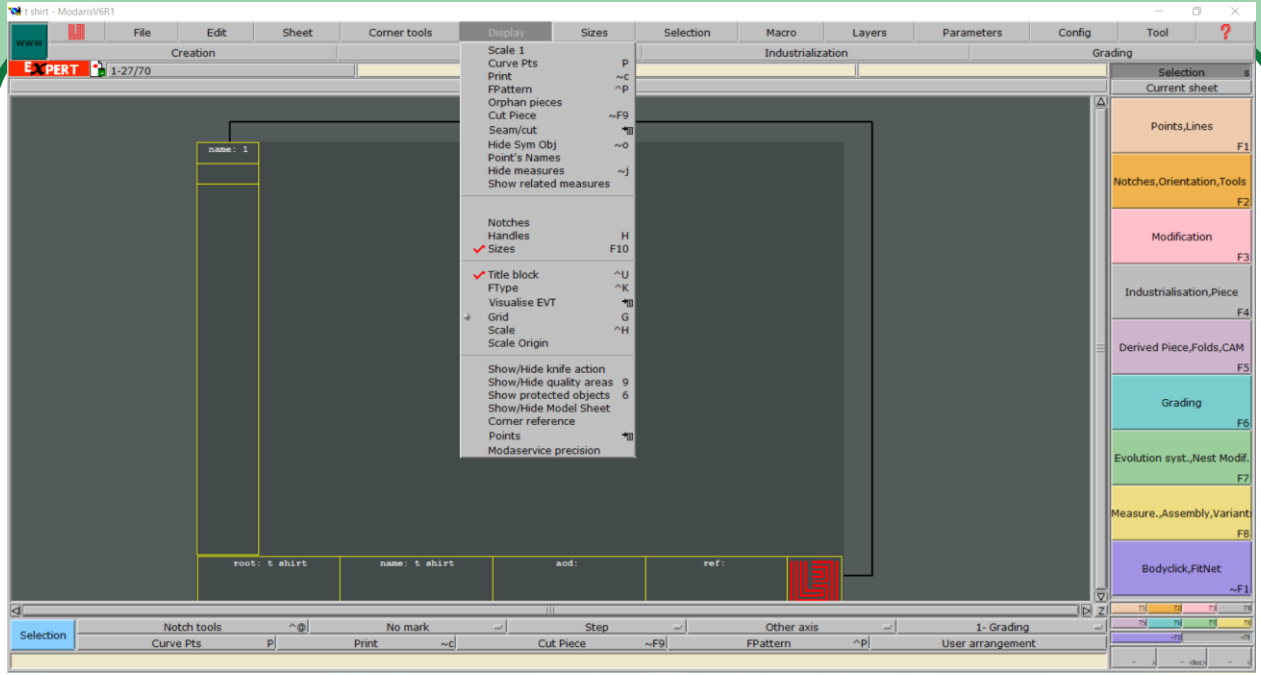 t shirt - ModarisV6R1
www File Edit Sheet Corner tools Display Sizes Selection Macro Layers Parameters Config Tool ?
Creation Industrialization Grading
EXPERT 1-27/70
Scale 1
Curve Pts P
Print ~c
FPattern ^P
Orphan pieces
Cut Piece ~F9
Seam/cut
Hide Sym Obj ~o
Point's Names
Hide measures ~j
Show related measures
Notches
Handles H
Sizes F10
Title block ^U
FType ^K
Visualise EVT
Grid G
Scale ^H
Scale Origin
Show/Hide knife action
Show/Hide quality areas 9
Show protected objects 6
Show/Hide Model Sheet
Corner reference
Points
Modaservice precision
name: 1
root: t shirt name: t shirt acd: ref:
Selection s
Current sheet
Points,Lines
F1
Notches,Orientation,Tools
F2
Modification
F3
Industrialisation,Piece
F4
Derived Piece,Folds,CAM
F5
Grading
F6
Evolution syst.,Nest Modif.
F7
Measure.,Assembly,Variant
F8
Bodyclick,FitNet
~F1
Z
Selection
Notch tools ^@ No mark Step Other axis 1- Grading
Curve Pts P Print ~c Cut Piece ~F9 FPattern ^P User arrangement